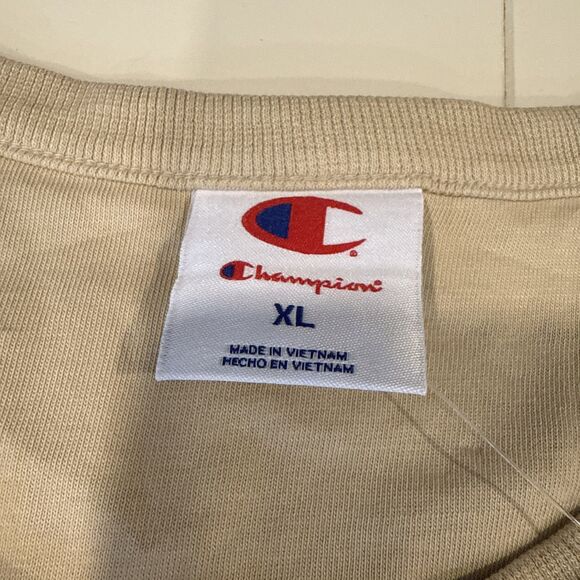 Champion
XL
MADE IN VIETNAM
HECHO EN VIETNAM